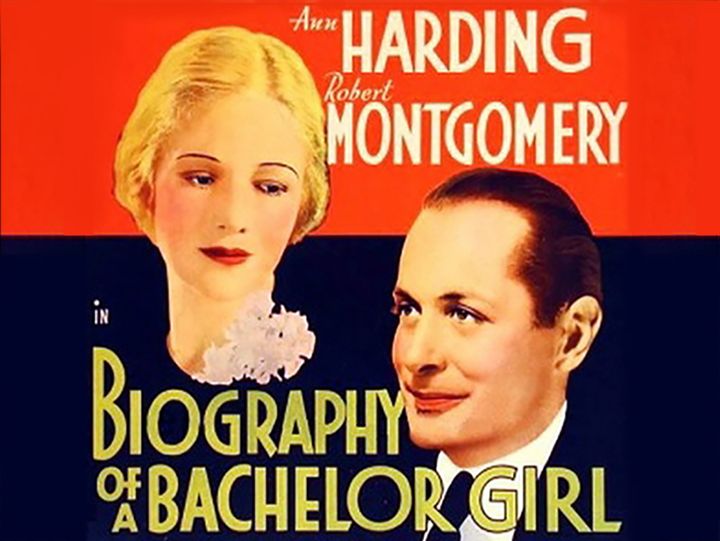 Ann
HARDING
Robert
MONTGOMERY
IN
BIOGRAPHY
OF A BACHELOR GIRL